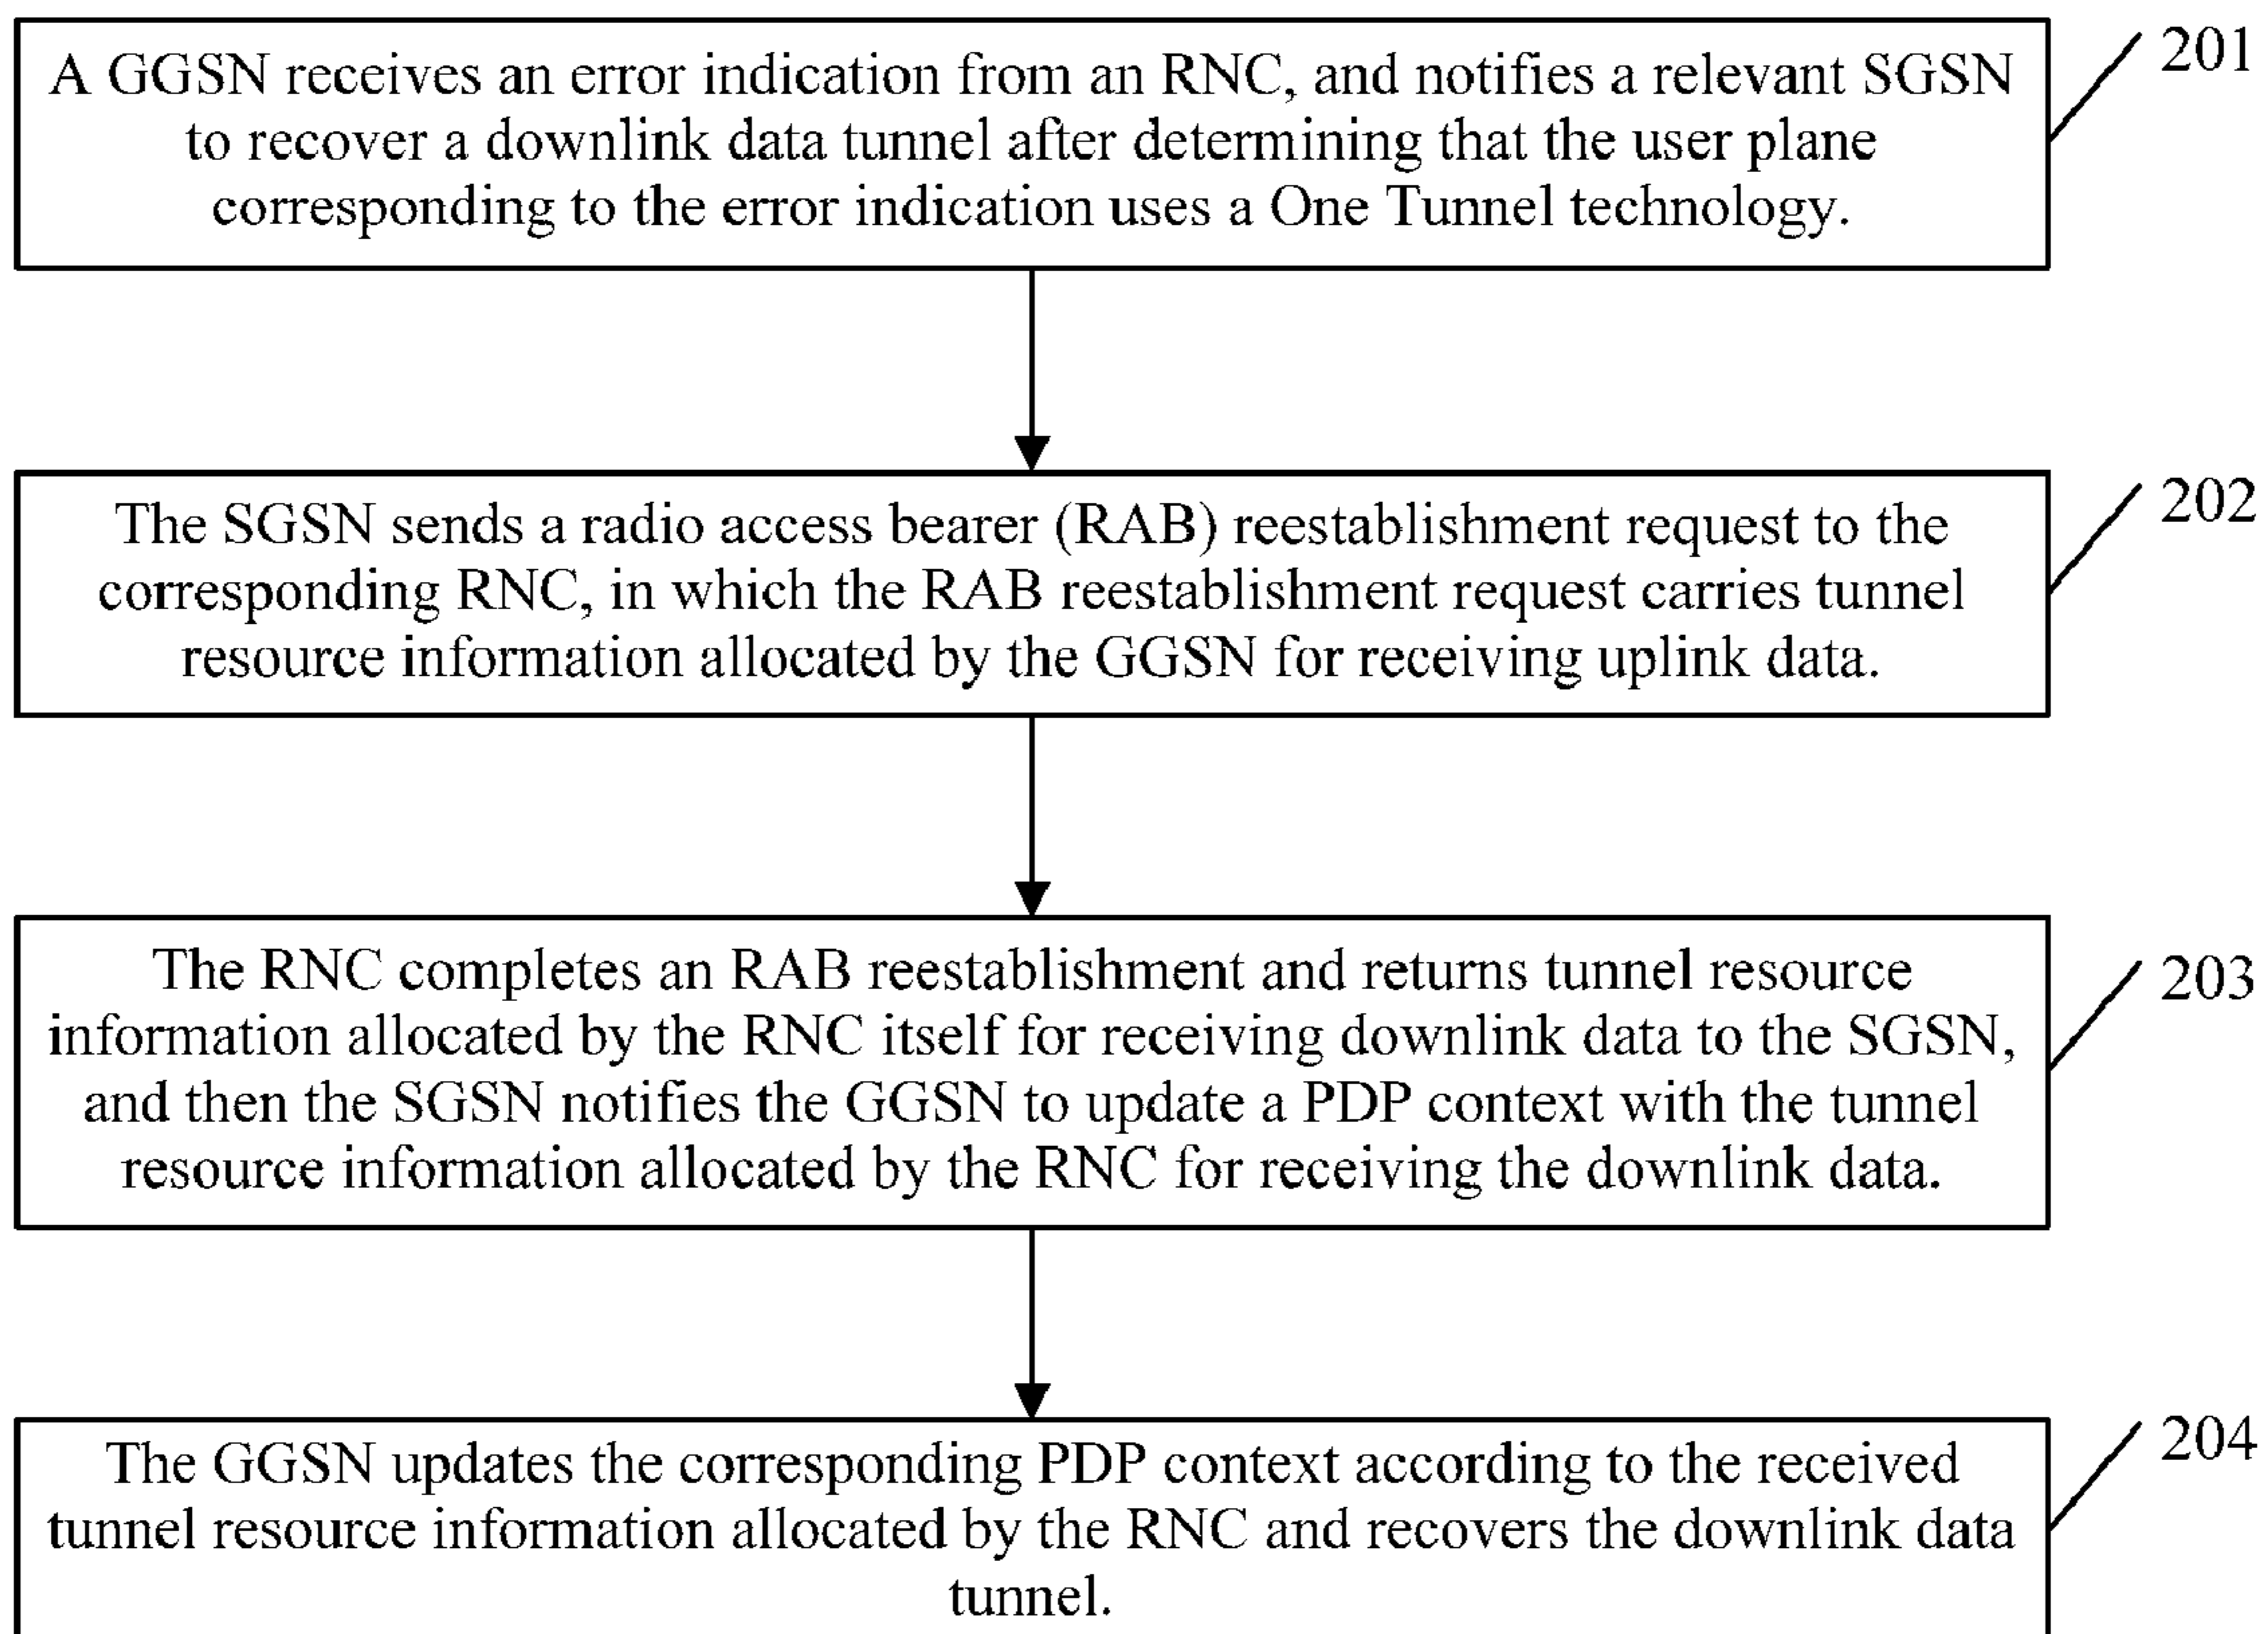 A GGSN receives an error indication from an RNC, and notifies a relevant SGSN
to recover a downlink data tunnel after determining that the user plane
corresponding to the error indication uses a One Tunnel technology.
201
The SGSN sends a radio access bearer (RAB) reestablishment request to the
corresponding RNC, in which the RAB reestablishment request carries tunnel
resource information allocated by the GGSN for receiving uplink data.
202
The RNC completes an RAB reestablishment and returns tunnel resource
information allocated by the RNC itself for receiving downlink data to the SGSN,
and then the SGSN notifies the GGSN to update a PDP context with the tunnel
resource information allocated by the RNC for receiving the downlink data.
203
The GGSN updates the corresponding PDP context according to the received
tunnel resource information allocated by the RNC and recovers the downlink data
tunnel.
204